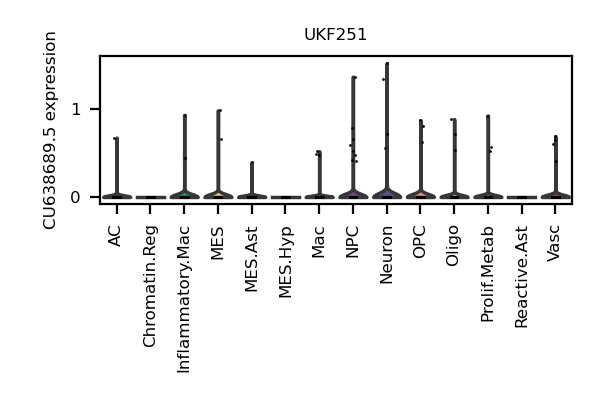 UKF251
CU638689.5 expression
1
0
AC
Chromatin.Reg
Inflammatory.Mac
MES
MES.Ast
MES.Hyp
Mac
NPC
Neuron
OPC
Oligo
Prolif.Metab
Reactive.Ast
Vasc